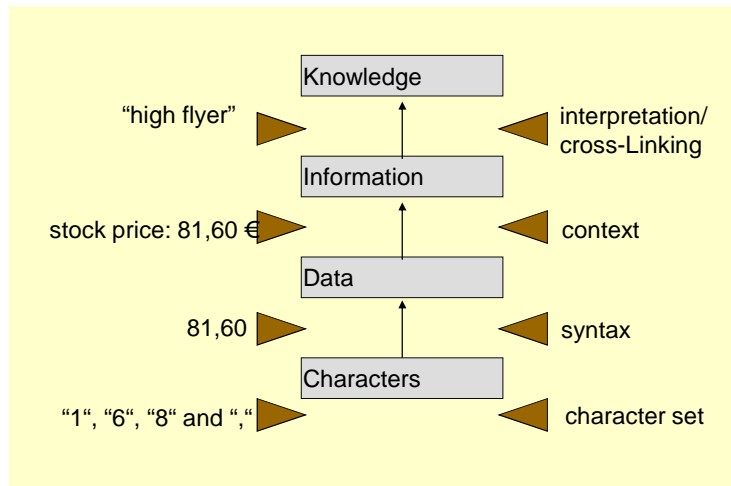 Knowledge
“high flyer”
interpretation/
cross-Linking
Information
stock price: 81,60 €
context
Data
81,60
syntax
Characters
“1“, “6“, “8“ and “,“
character set